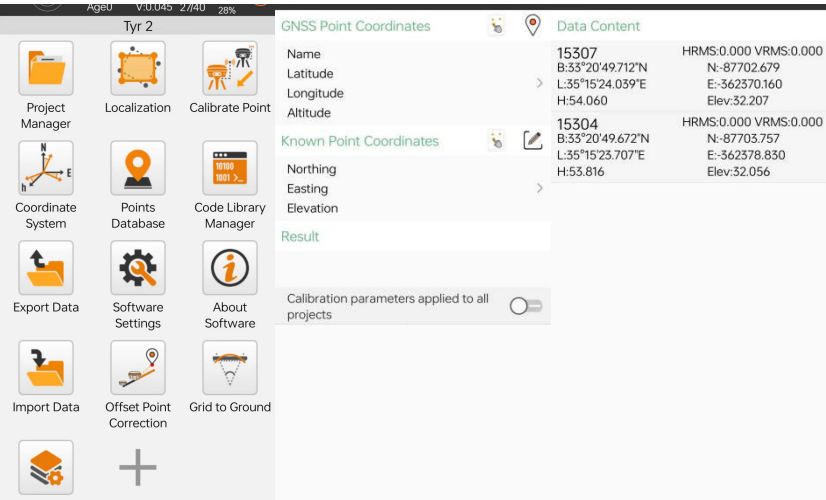 Age0 V:0.045 27/40 28%
Tyr 2
Project
Manager
Localization
Calibrate Point
N
E
h
Coordinate
System
Points
Database
10100
1001 >_
Code Library
Manager
Export Data
Software
Settings
About
Software
Import Data
Offset Point
Correction
Grid to Ground
GNSS Point Coordinates
Name
Latitude
Longitude
Altitude
Known Point Coordinates
Northing
Easting
Elevation
Result
Calibration parameters applied to all
projects
Data Content
15307 HRMS:0.000 VRMS:0.000
B:33°20'49.712"N N:-87702.679
L:35°15'24.039"E E:-362370.160
H:54.060 Elev:32.207
15304 HRMS:0.000 VRMS:0.000
B:33°20'49.672"N N:-87703.757
L:35°15'23.707"E E:-362378.830
H:53.816 Elev:32.056